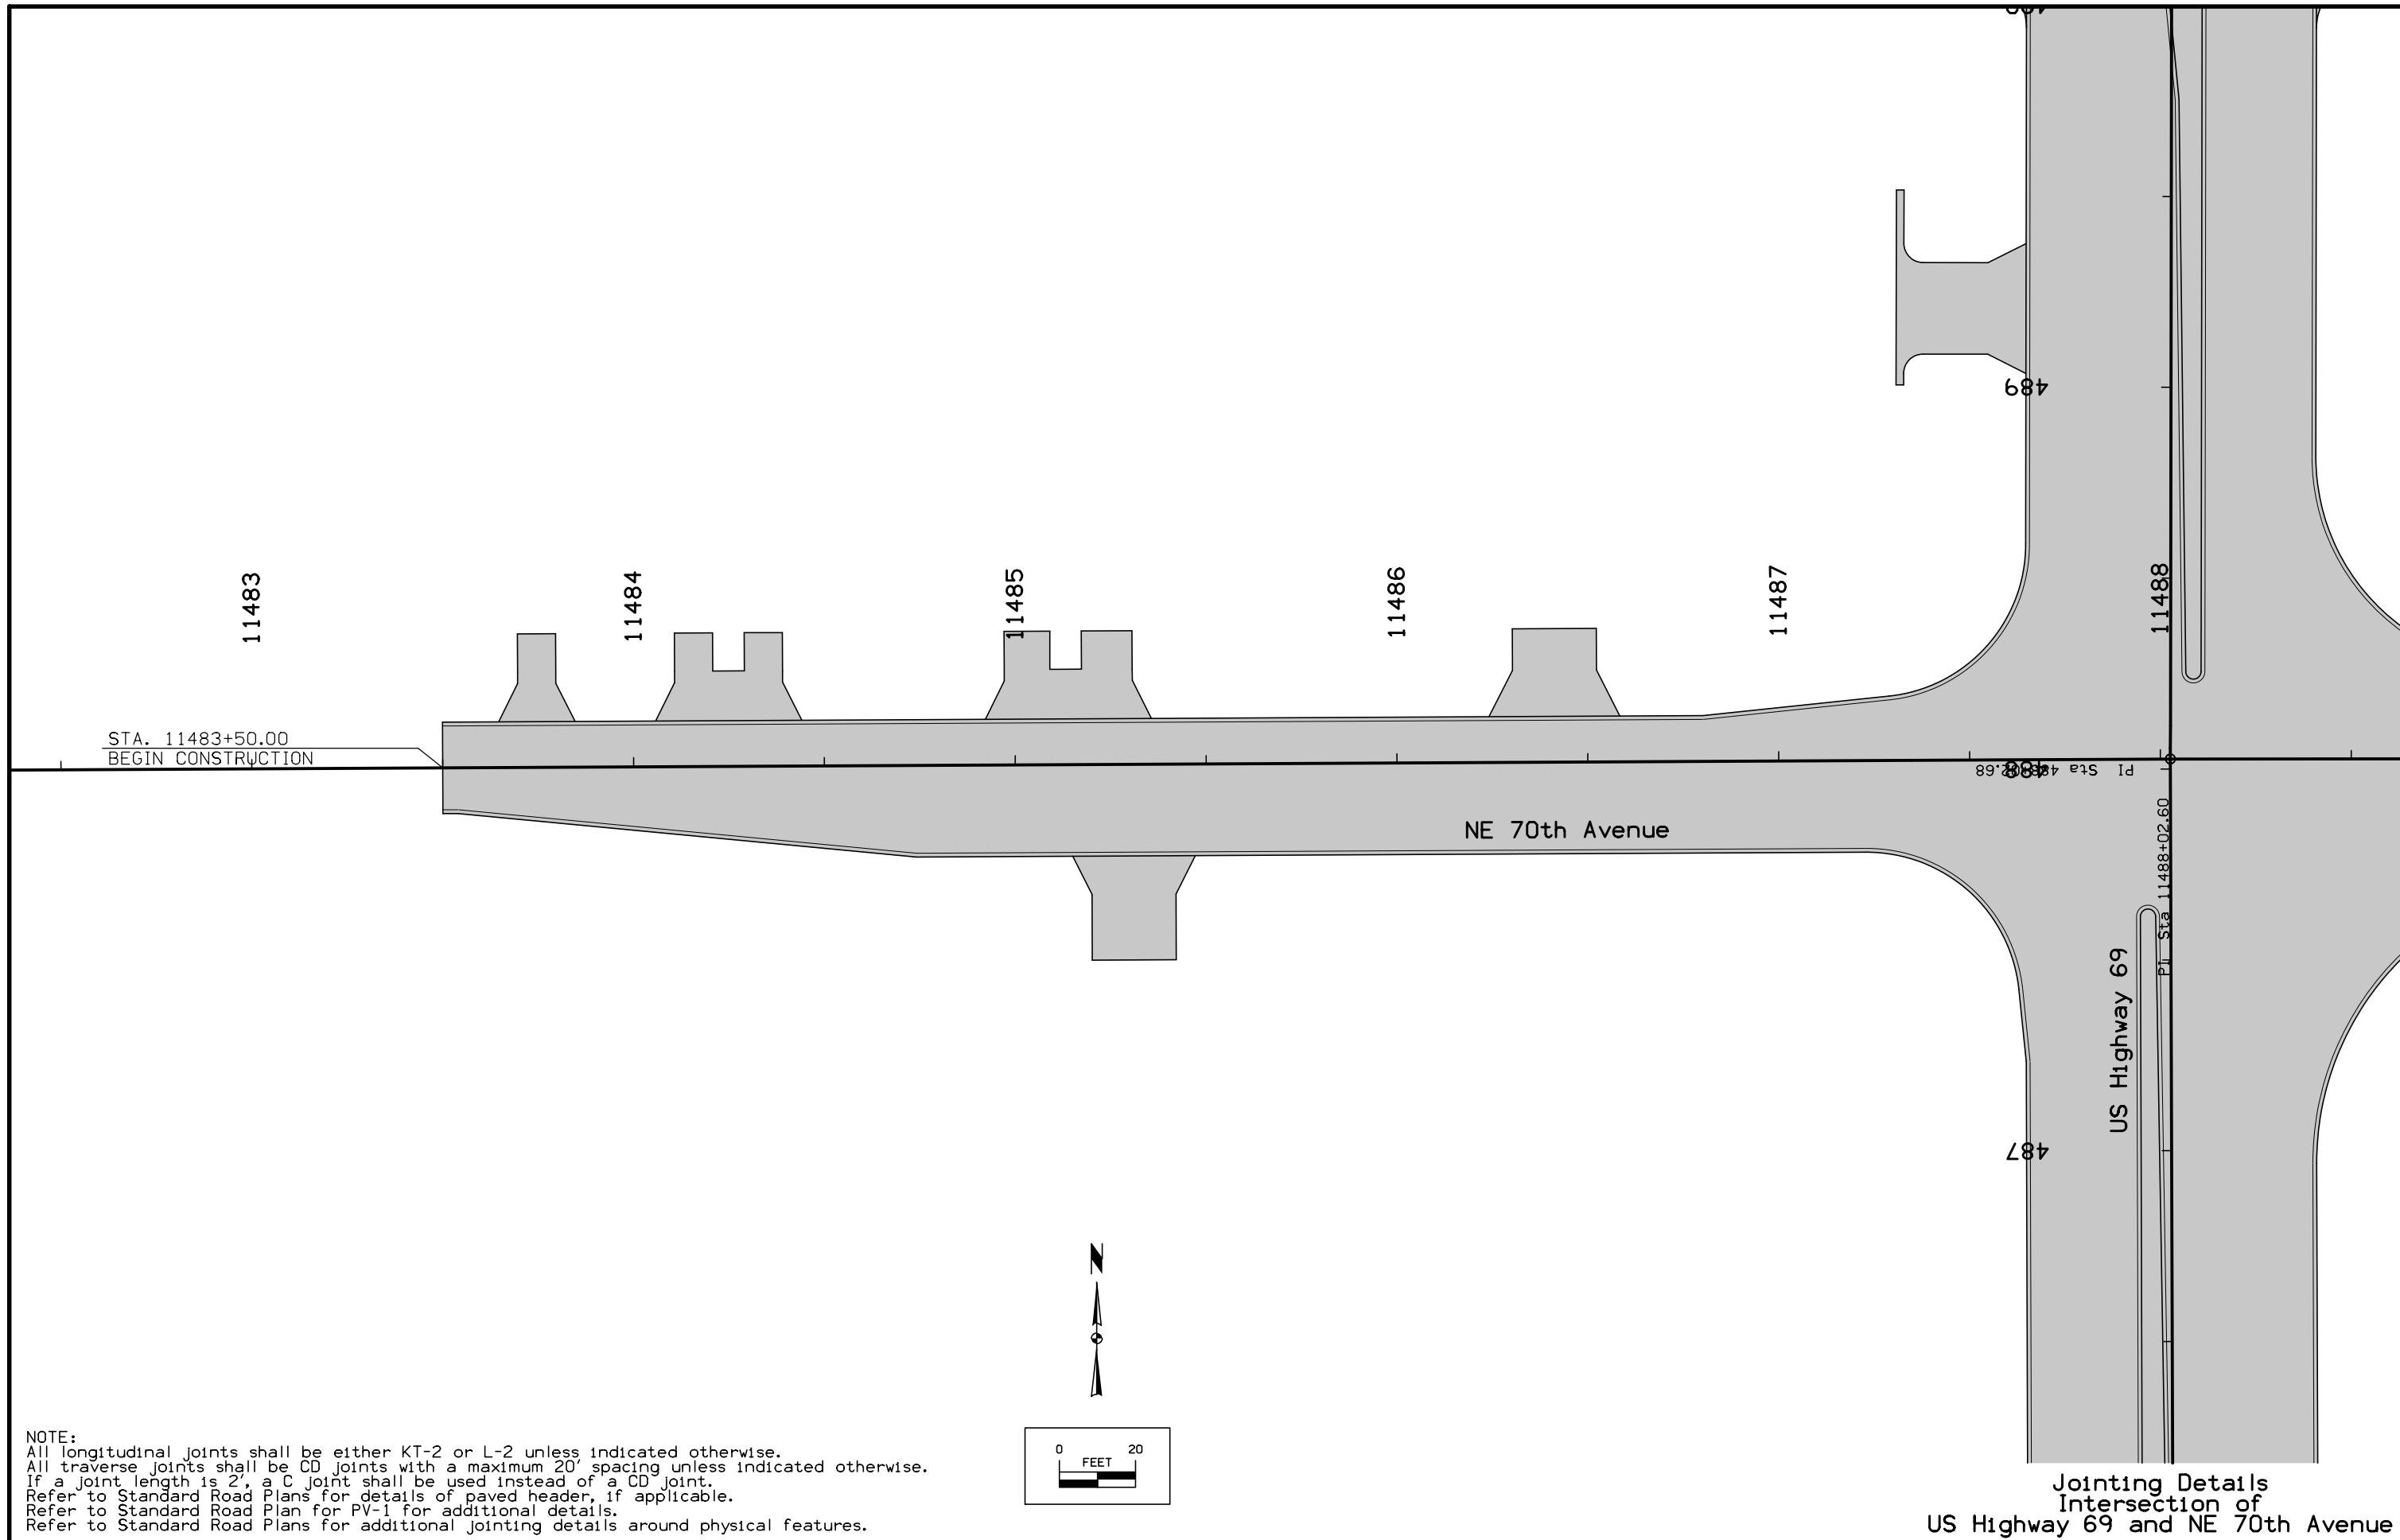 11483
11484
11485
11486
11487
11488
489
STA. 11483+50.00
BEGIN CONSTRUCTION
488
PI Sta
NE 70th Avenue
PI Sta 11488+02.60
US Highway 69
487
N
0 20
FEET
NOTE:
All longitudinal joints shall be either KT-2 or L-2 unless indicated otherwise.
All traverse joints shall be CD joints with a maximum 20' spacing unless indicated otherwise.
If a joint length is 2', a C joint shall be used instead of a CD joint.
Refer to Standard Road Plans for details of paved header, if applicable.
Refer to Standard Road Plan for PV-1 for additional details.
Refer to Standard Road Plans for additional jointing details around physical features.
Jointing Details
Intersection of
US Highway 69 and NE 70th Avenue